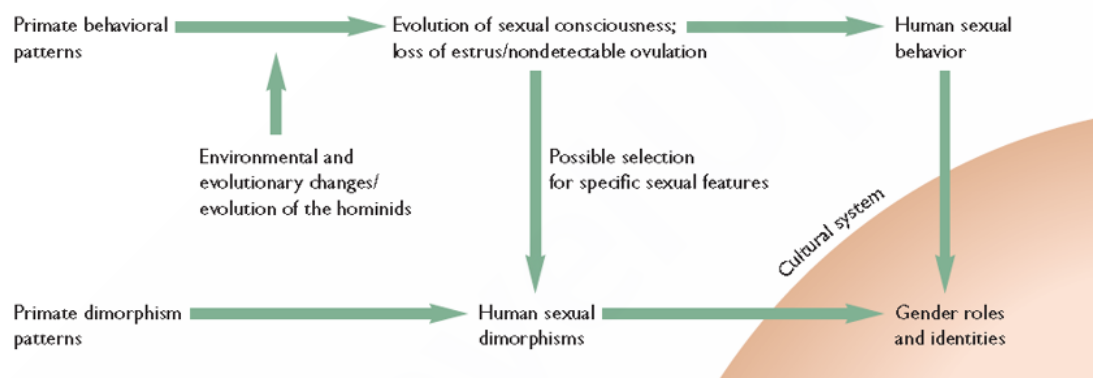 Primate behavioral
patterns
Evolution of sexual consciousness;
loss of estrus/nondetectable ovulation
Human sexual
behavior
Environmental and
evolutionary changes/
evolution of the hominids
Possible selection
for specific sexual features
Cultural system
Primate dimorphism
patterns
Human sexual
dimorphisms
Gender roles
and identities